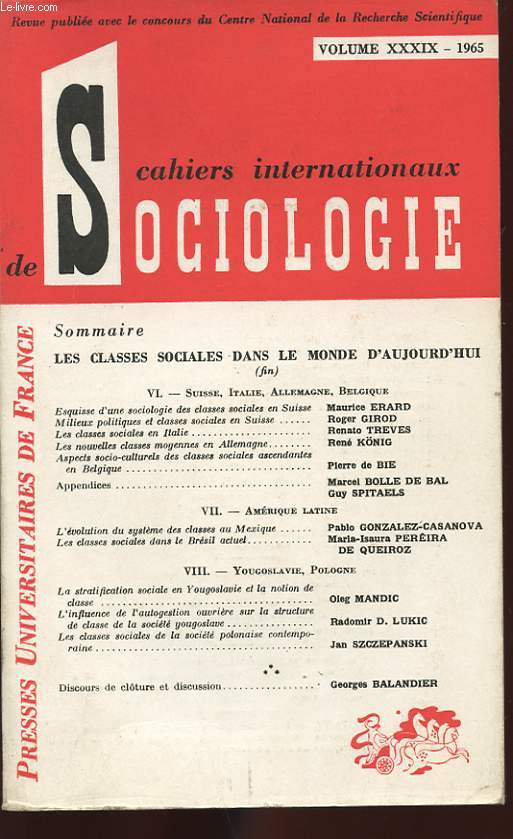 Le-livre.com
Revue publiée avec le concours du Centre National de la Recherche Scientifique
VOLUME XXXIX - 1965
cahiers internationaux
de SOCIOLOGIE
PRESSES UNIVERSITAIRES DE FRANCE
Sommaire
LES CLASSES SOCIALES DANS LE MONDE D'AUJOURD'HUI
(fin)
VI. — SUISSE, ITALIE, ALLEMAGNE, BELGIQUE
Esquisse d'une sociologie des classes sociales en Suisse Maurice ERARD
Milieux politiques et classes sociales en Suisse ...... Roger GIROD
Les classes sociales en Italie ........................ Renato TREVES
Les nouvelles classes moyennes en Allemagne........ René KÖNIG
Aspects socio-culturels des classes sociales ascendantes
en Belgique ................................ Pierre de BIE
Appendices ..................................... Marcel BOLLE DE BAL
Guy SPITAELS
VII. — AMÉRIQUE LATINE
L'évolution du système des classes au Mexique ...... Pablo GONZALEZ-CASANOVA
Les classes sociales dans le Brésil actuel............ Maria-Isaura PERÊIRA
DE QUEIROZ
VIII. — YOUGOSLAVIE, POLOGNE
La stratification sociale en Yougoslavie et la notion de
classe ..................................... Oleg MANDIC
L'influence de l'autogestion ouvrière sur la structure
de classe de la société yougoslave ............... Radomir D. LUKIC
Les classes sociales de la société polonaise contempo-
raine ...................................... Jan SZCZEPANSKI
Discours de clôture et discussion.................. Georges BALANDIER